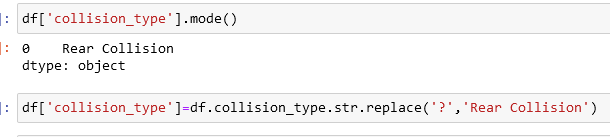 ]: df['collision_type'].mode()
]: 0    Rear Collision
dtype: object
]: df['collision_type']=df.collision_type.str.replace('?','Rear Collision')